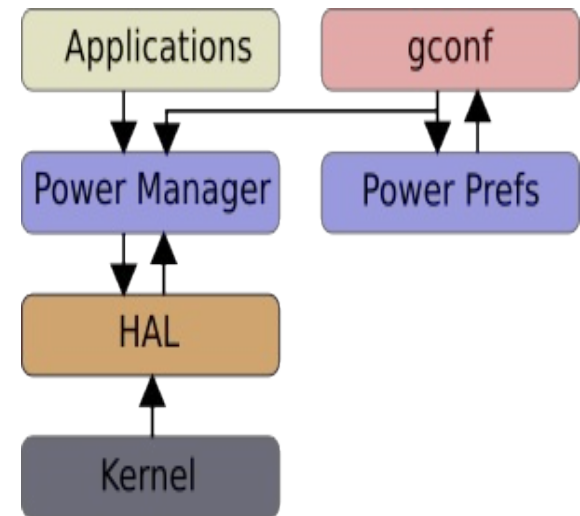 Applications
gconf
Power Manager
Power Prefs
HAL
Kernel